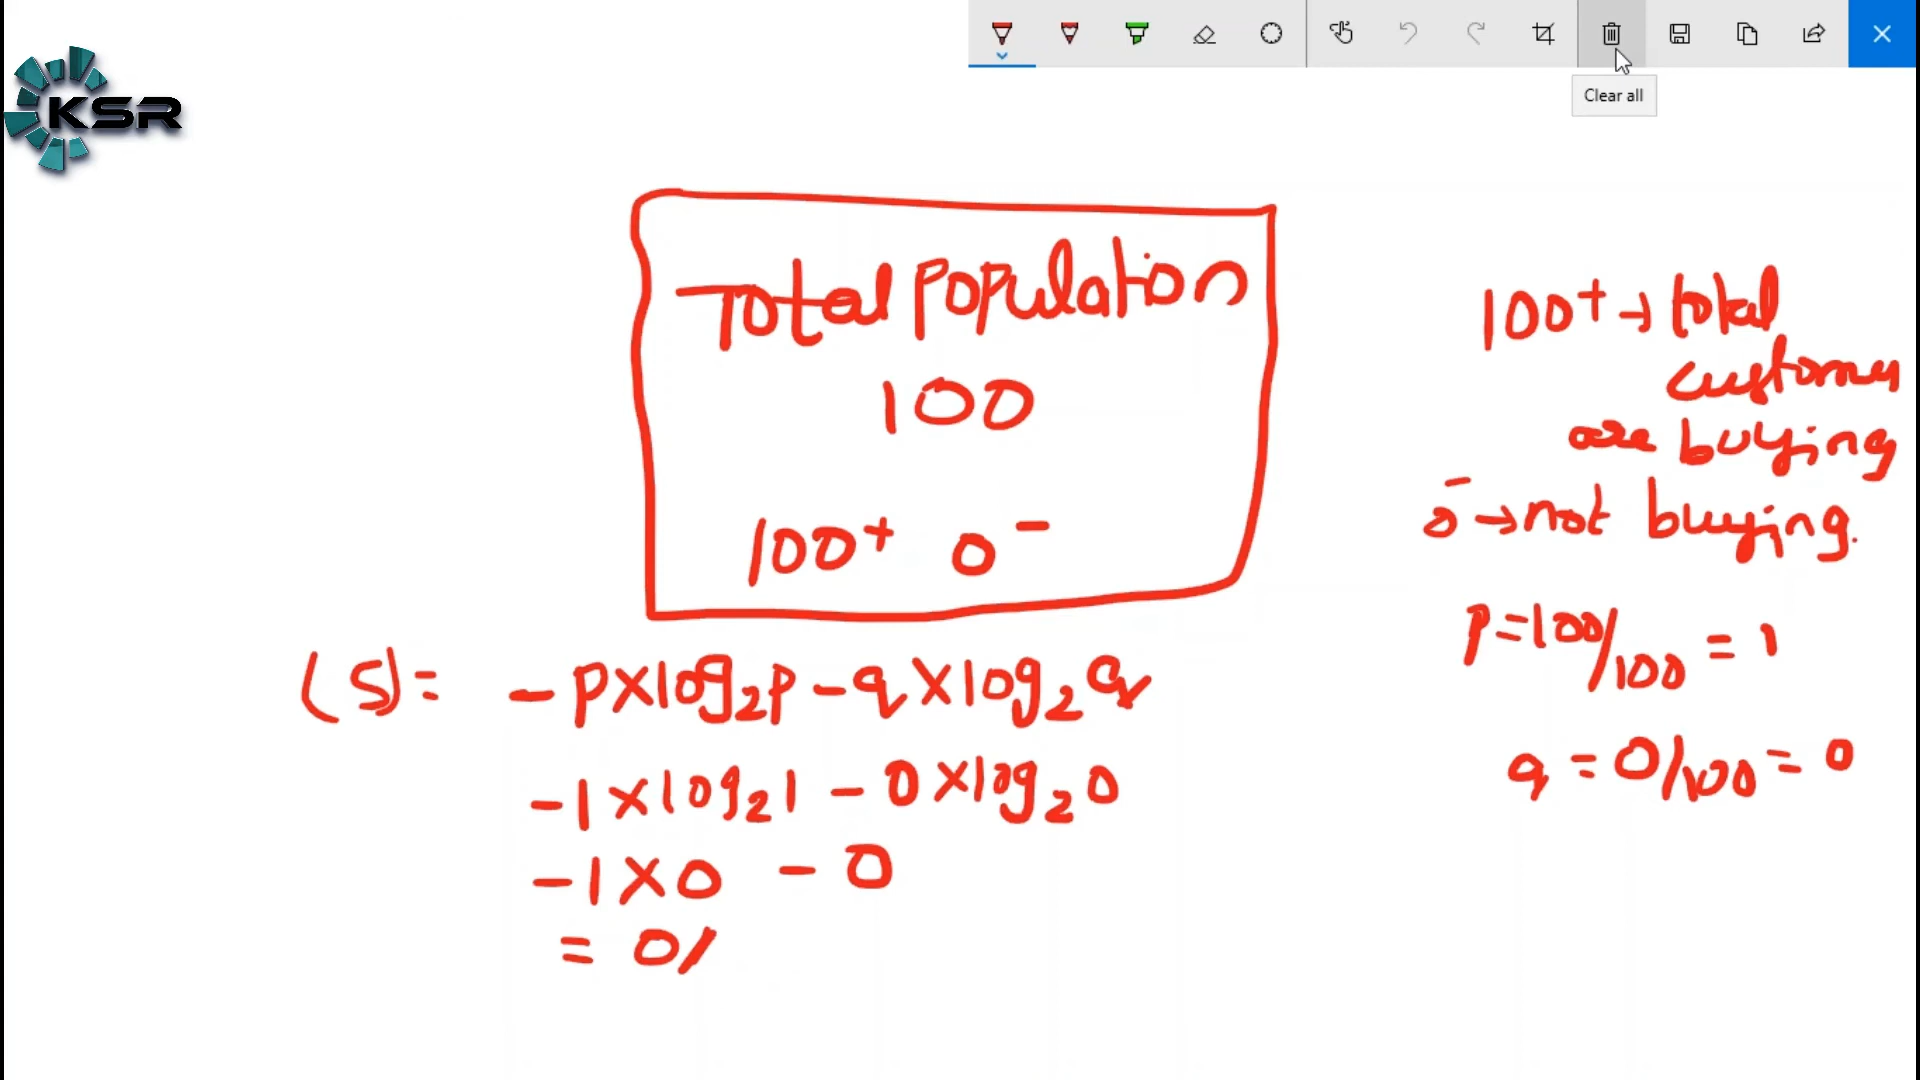 KSR
Clear all
Total population
100
100+ 0-
100+ → total
customer
are buying
0- → not buying.
p = 100/100 = 1
q = 0/100 = 0
(S) = - p × log₂p - q × log₂q
-1 × log₂1 - 0 × log₂0
-1 × 0 - 0
= 0/